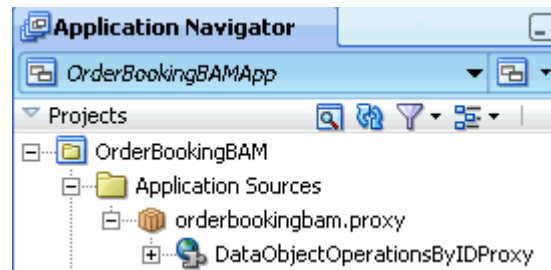 Application Navigator
OrderBookingBAMApp
Projects
OrderBookingBAM
Application Sources
orderbookingbam.proxy
DataObjectOperationsByIDProxy